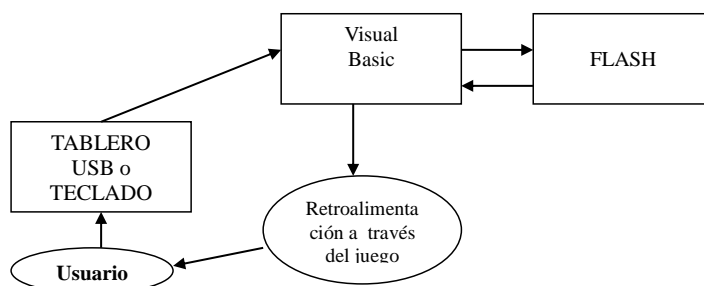 Visual
Basic
FLASH
TABLERO
USB o
TECLADO
Retroalimenta
ción a través
del juego
Usuario